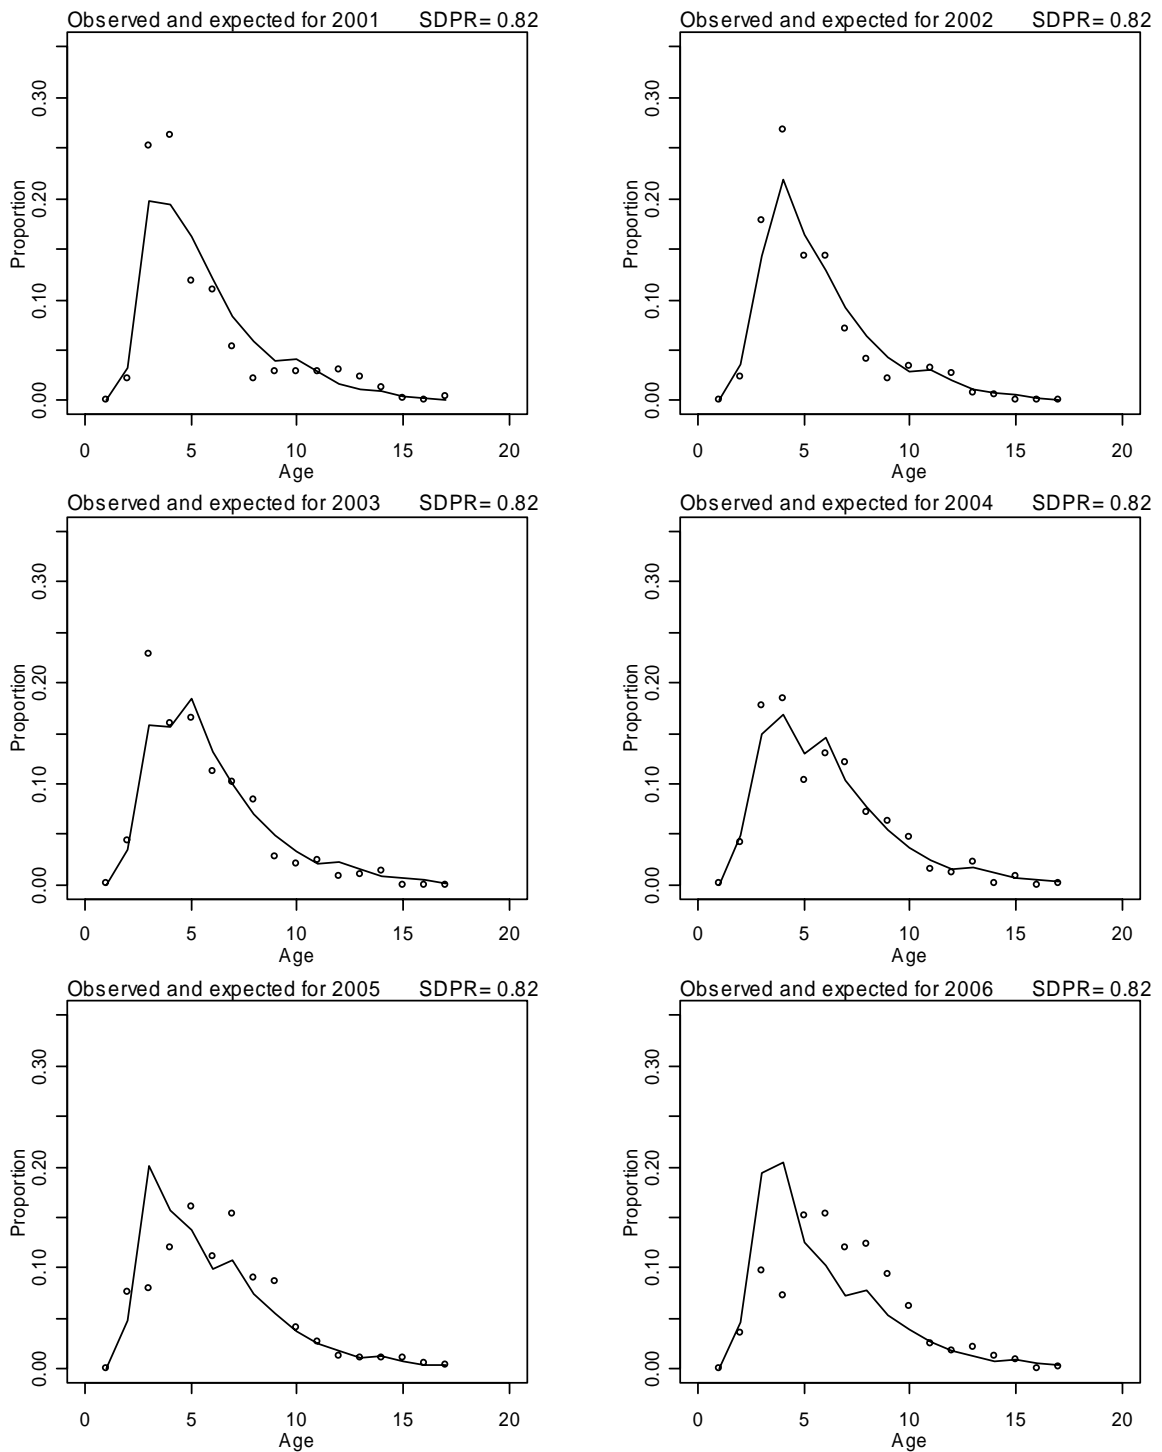 Observed and expected for 2001 SDPR= 0.82
0.30
0.20
0.10
0.00
Proportion
0 5 10 15 20
Age
Observed and expected for 2002 SDPR= 0.82
0.30
0.20
0.10
0.00
Proportion
0 5 10 15 20
Age
Observed and expected for 2003 SDPR= 0.82
0.30
0.20
0.10
0.00
Proportion
0 5 10 15 20
Age
Observed and expected for 2004 SDPR= 0.82
0.30
0.20
0.10
0.00
Proportion
0 5 10 15 20
Age
Observed and expected for 2005 SDPR= 0.82
0.30
0.20
0.10
0.00
Proportion
0 5 10 15 20
Age
Observed and expected for 2006 SDPR= 0.82
0.30
0.20
0.10
0.00
Proportion
0 5 10 15 20
Age